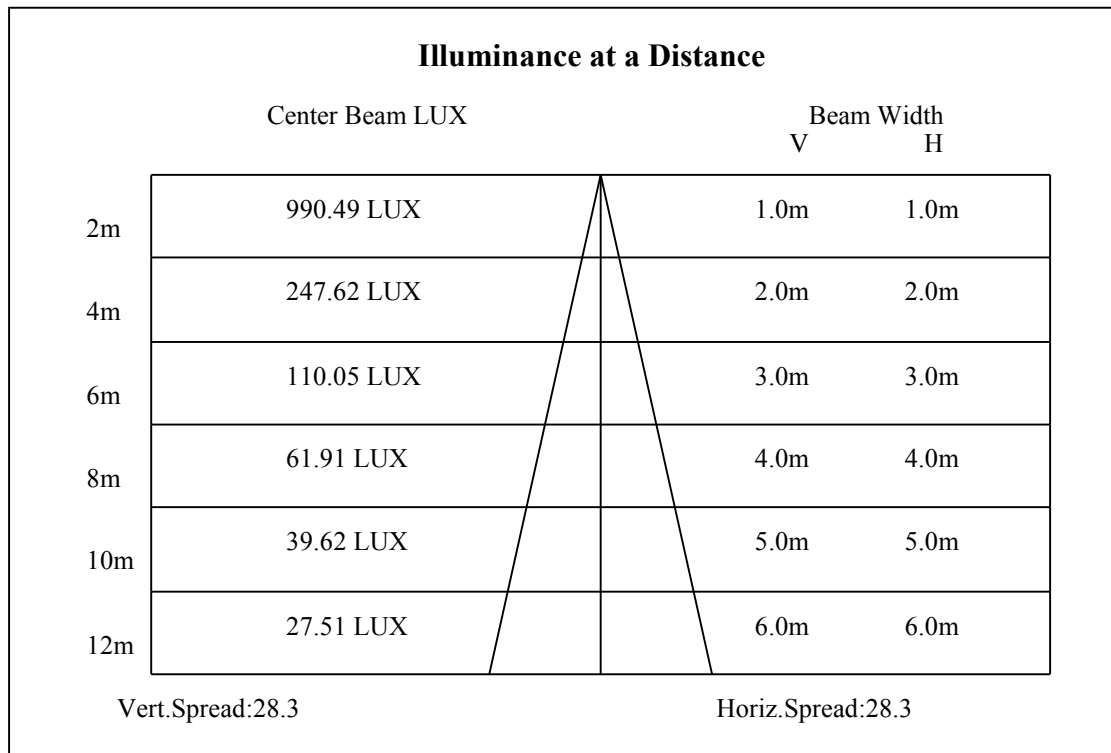 Illuminance at a Distance
Center Beam LUX Beam Width
V H
2m 990.49 LUX 1.0m 1.0m
4m 247.62 LUX 2.0m 2.0m
6m 110.05 LUX 3.0m 3.0m
8m 61.91 LUX 4.0m 4.0m
10m 39.62 LUX 5.0m 5.0m
12m 27.51 LUX 6.0m 6.0m
Vert.Spread:28.3 Horiz.Spread:28.3